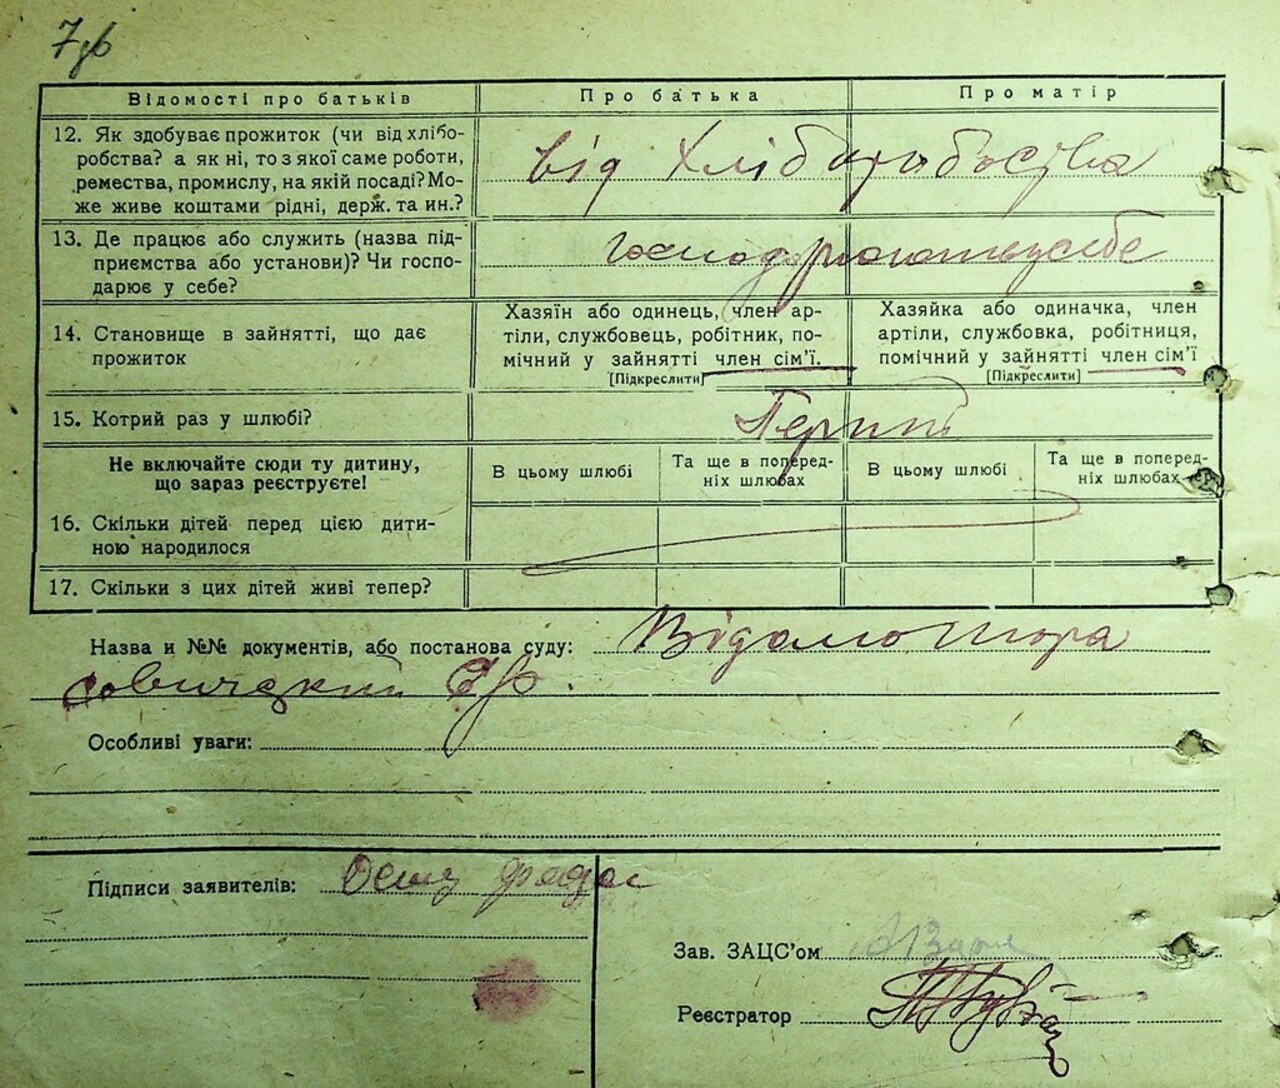 7зв
Відомості про батьків
Про батька
Про матір
12. Як здобуває прожиток (чи від хлібо-
робства? а як ні, то з якої саме роботи,
ремества, промислу, на якій посаді? Мо-
же живе коштами рідні, держ. та ин.?
від Хліборобоства
13. Де працює або служить (назва під-
приємства або установи)? Чи госпо-
дарює у себе?
14. Становище в зайнятті, що дає
прожиток
Хазяїн або одинець, член ар-
тіли, службовець, робітник, по-
мічний у зайнятті член сім'ї.
[Підкреслити]
Хазяйка або одиначка, член
артіли, службовка, робітниця,
помічний у зайнятті член сім'ї
[Підкреслити]
15. Котрий раз у шлюбі?
Перший
Не включайте сюди ту дитину,
що зараз реєструєте!
В цьому шлюбі
Та ще в поперед-
ніх шлюбах
В цьому шлюбі
Та ще в поперед-
ніх шлюбах
16. Скільки дітей перед цією дити-
ною народилося
17. Скільки з цих дітей живі тепер?
Назва и №№ документів, або постанова суду:
Особливі уваги:
Підписи заявителів:
Зав. ЗАЦС'ом
Реєстратор